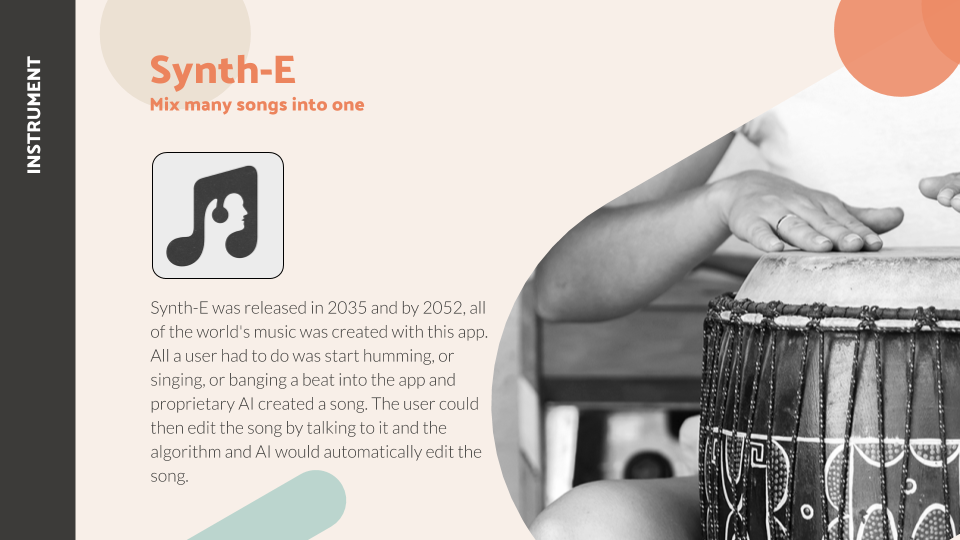 INSTRUMENT
Synth-E
Mix many songs into one
Synth-E was released in 2035 and by 2052, all
of the world's music was created with this app.
All a user had to do was start humming, or
singing, or banging a beat into the app and
proprietary AI created a song. The user could
then edit the song by talking to it and the
algorithm and AI would automatically edit the
song.